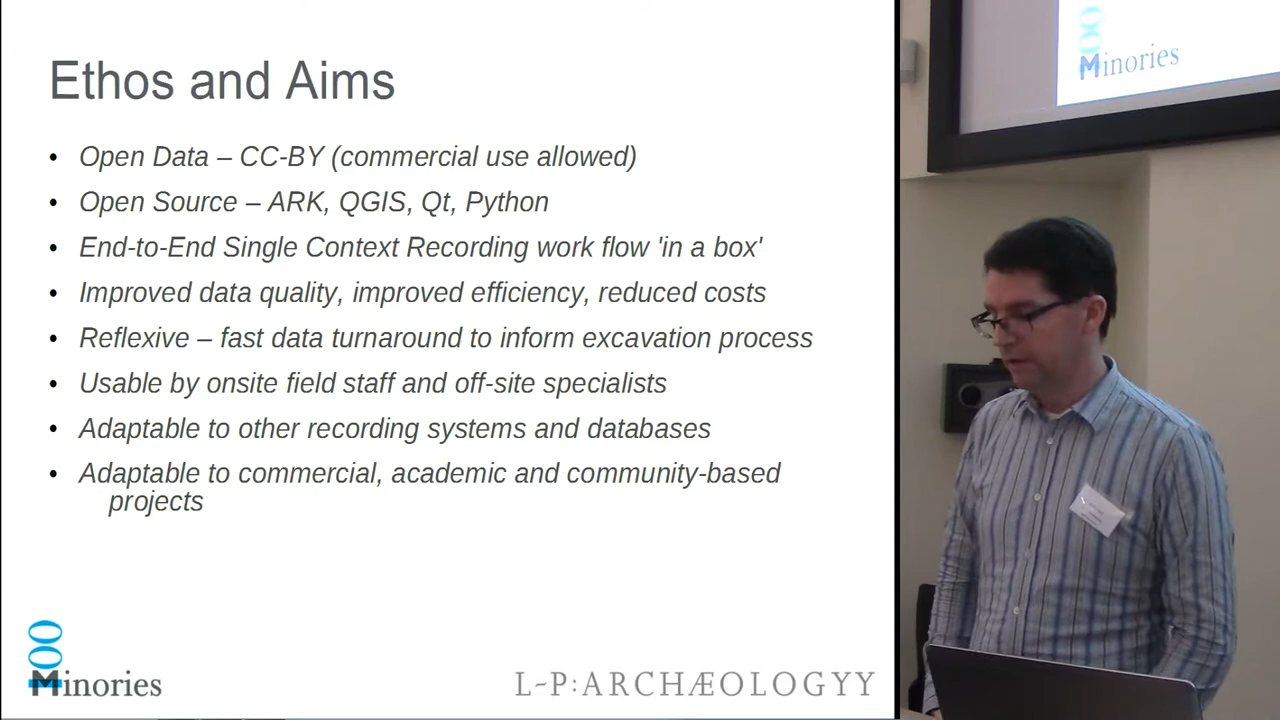 Ethos and Aims
• Open Data – CC-BY (commercial use allowed)
• Open Source – ARK, QGIS, Qt, Python
• End-to-End Single Context Recording work flow 'in a box'
• Improved data quality, improved efficiency, reduced costs
• Reflexive – fast data turnaround to inform excavation process
• Usable by onsite field staff and off-site specialists
• Adaptable to other recording systems and databases
• Adaptable to commercial, academic and community-based
projects
100
Minories
L~P:ARCHÆOLOGYY
Minories